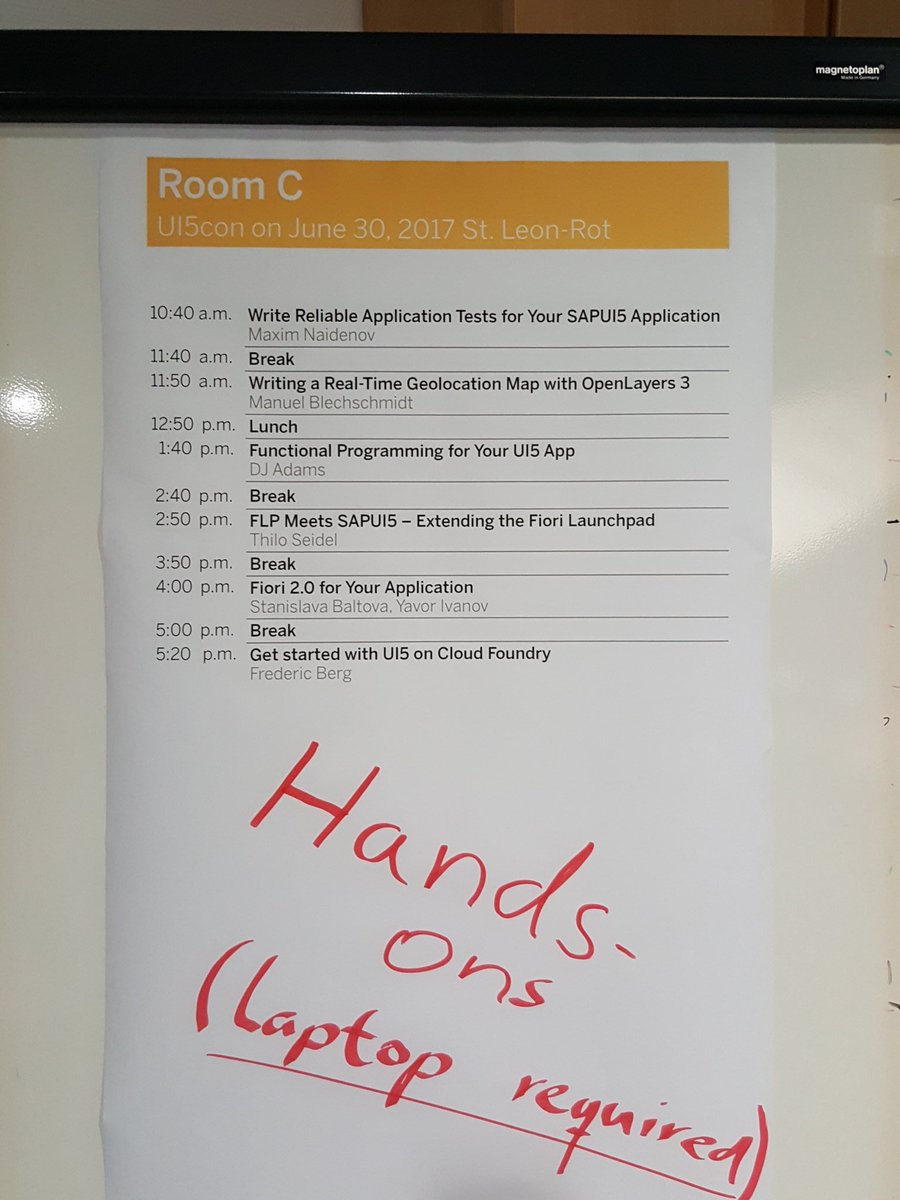 magnetoplan®
Made in Germany
Room C
UI5con on June 30, 2017 St. Leon-Rot
10:40 a.m. Write Reliable Application Tests for Your SAPUI5 Application
Maxim Naidenov
11:40 a.m. Break
11:50 a.m. Writing a Real-Time Geolocation Map with OpenLayers 3
Manuel Blechschmidt
12:50 p.m. Lunch
1:40 p.m. Functional Programming for Your UI5 App
DJ Adams
2:40 p.m. Break
2:50 p.m. FLP Meets SAPUI5 – Extending the Fiori Launchpad
Thilo Seidel
3:50 p.m. Break
4:00 p.m. Fiori 2.0 for Your Application
Stanislava Baltova, Yavor Ivanov
5:00 p.m. Break
5:20 p.m. Get started with UI5 on Cloud Foundry
Frederic Berg
Hands-
Ons
(Laptop required)